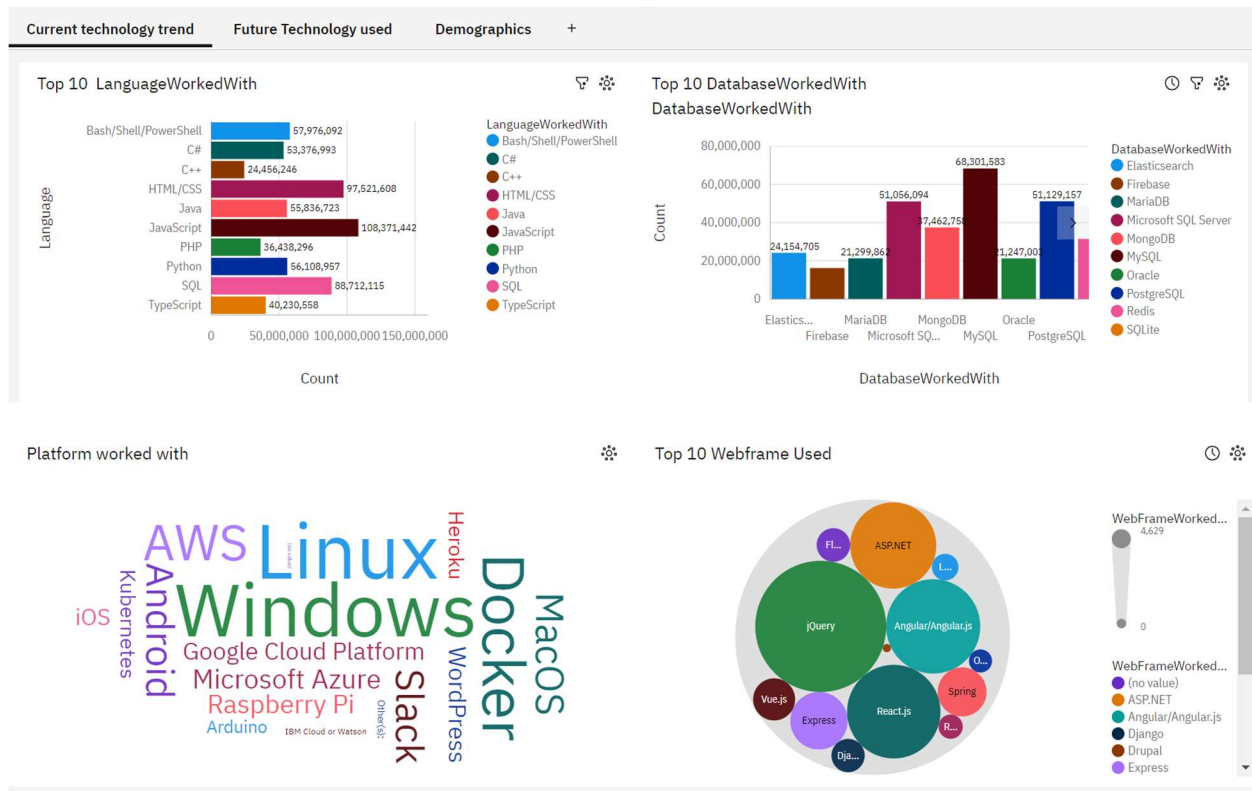 Current technology trend
Future Technology used
Demographics
+
Top 10 LanguageWorkedWith
Language
Bash/Shell/PowerShell
57,976,092
C#
53,376,993
C++
24,456,246
HTML/CSS
97,521,608
Java
55,836,723
JavaScript
108,371,442
PHP
36,438,296
Python
56,108,957
SQL
88,712,115
TypeScript
40,230,558
0
50,000,000
100,000,000
150,000,000
Count
LanguageWorkedWith
Bash/Shell/PowerShell
C#
C++
HTML/CSS
Java
JavaScript
PHP
Python
SQL
TypeScript
Top 10 DatabaseWorkedWith
DatabaseWorkedWith
Count
80,000,000
60,000,000
40,000,000
20,000,000
0
24,154,705
21,299,862
51,056,094
37,462,758
68,301,583
21,247,003
51,129,157
Elastics...
Firebase
MariaDB
Microsoft SQ...
MongoDB
MySQL
Oracle
PostgreSQL
DatabaseWorkedWith
DatabaseWorkedWith
Elasticsearch
Firebase
MariaDB
Microsoft SQL Server
MongoDB
MySQL
Oracle
PostgreSQL
Redis
SQLite
Platform worked with
AWS
Linux
Heroku
Docker
MacOS
Kubernetes
iOS
Android
Windows
Google Cloud Platform
Microsoft Azure
Raspberry Pi
Arduino
IBM Cloud or Watson
Other(s):
Slack
WordPress
Top 10 Webframe Used
Fl...
ASP.NET
L...
jQuery
Angular/Angular.js
O...
Vue.js
Express
React.js
Spring
R...
Dja...
WebFrameWorked...
4,629
0
WebFrameWorked...
(no value)
ASP.NET
Angular/Angular.js
Django
Drupal
Express